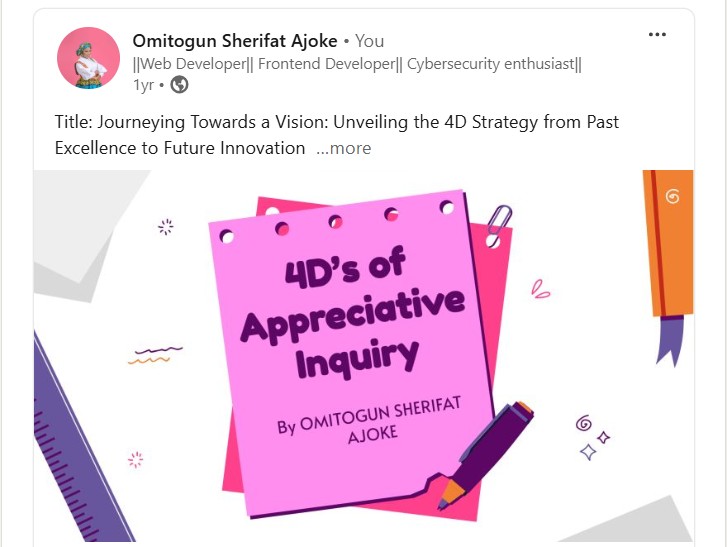 Omitogun Sherifat Ajoke • You
||Web Developer|| Frontend Developer|| Cybersecurity enthusiast||
1yr •
Title: Journeying Towards a Vision: Unveiling the 4D Strategy from Past
Excellence to Future Innovation ...more
4D's of
Appreciative
Inquiry
By OMITOGUN SHERIFAT
AJOKE